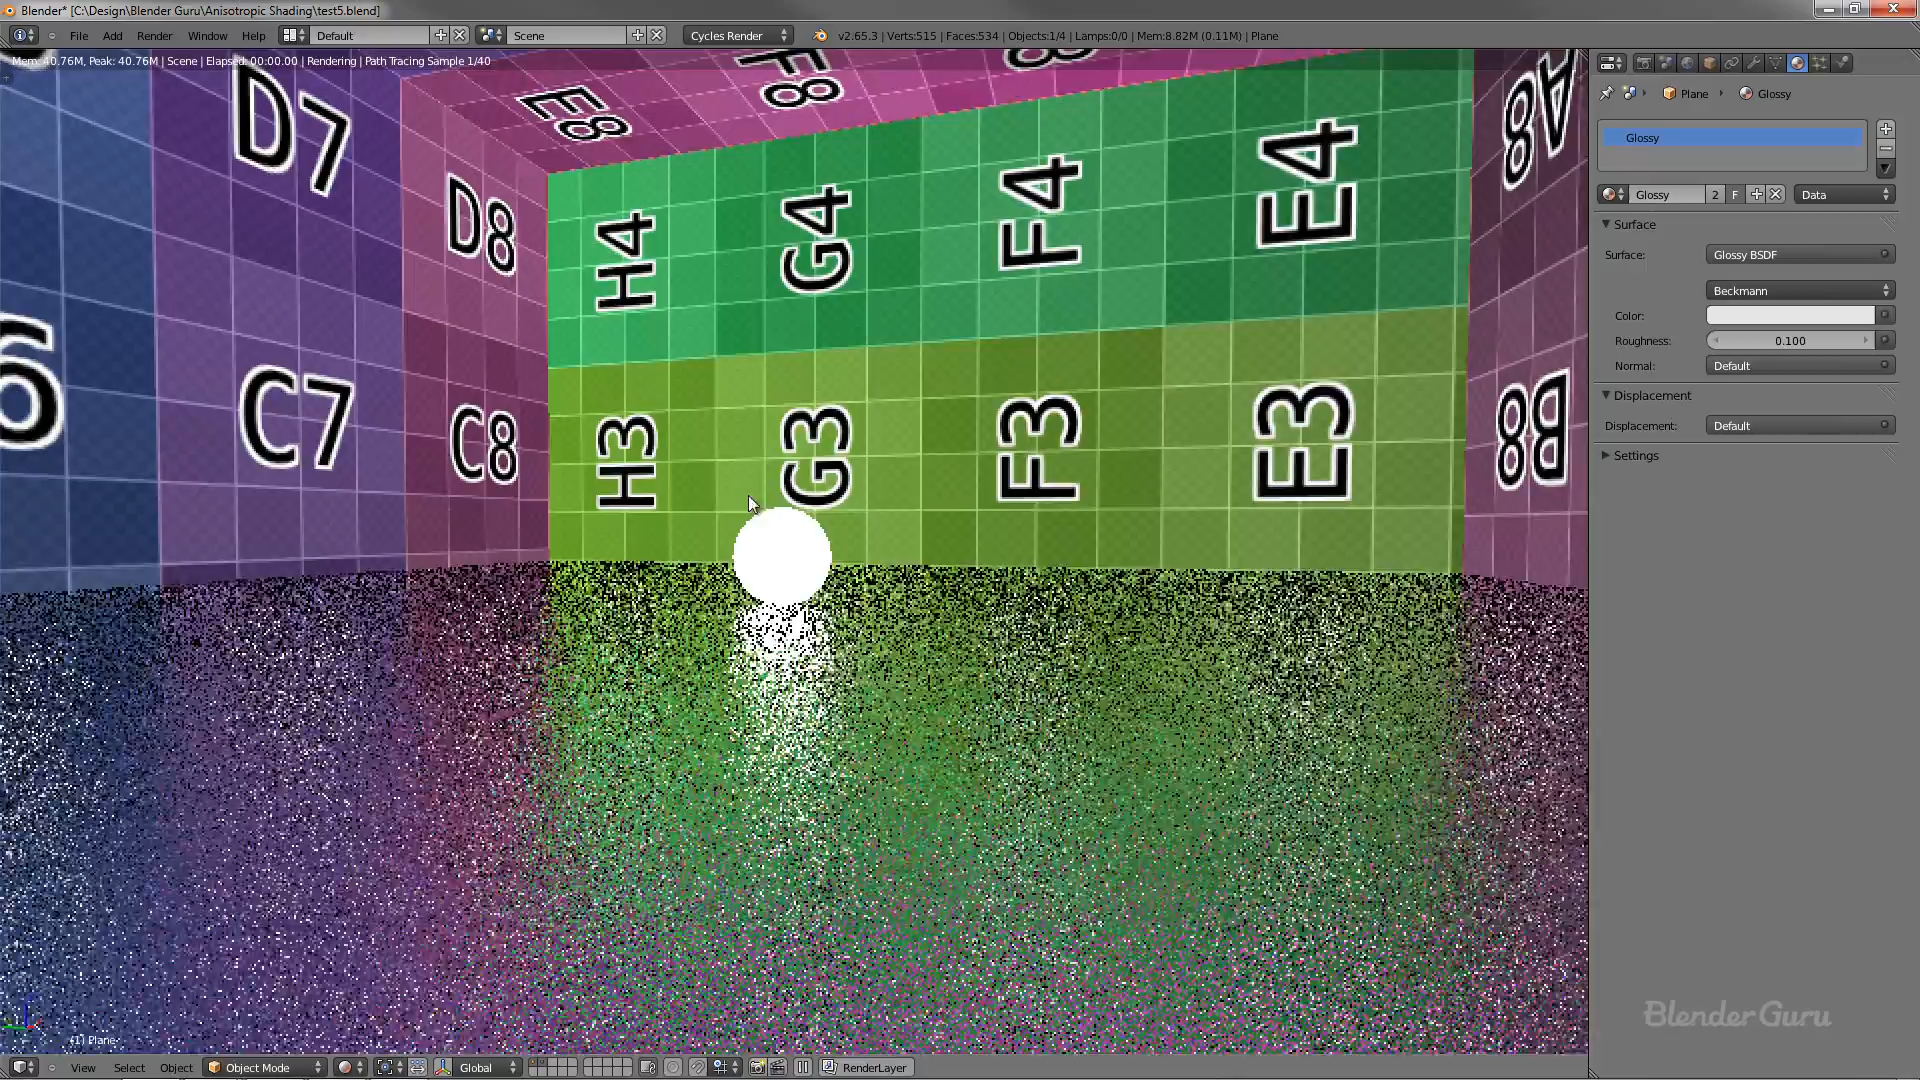 Blender* [C:\Design\Blender Guru\Anisotropic Shading\test5.blend]
File Add Render Window Help Default Scene Cycles Render v2.65.3 | Verts:515 | Faces:534 | Objects:1/4 | Lamps:0/0 | Mem:8.82M (0.11M) | Plane
Mem: 40.76M, Peak: 40.76M | Scene | Elapsed: 00:00.00 | Rendering | Path Tracing Sample 1/40
E8 F8 8
D7 D8 H4 G4 F4 E4 A8
6 C7 C8 H3 G3 F3 E3 B8
(1) Plane
View Select Object Object Mode Global RenderLayer
Plane Glossy
Glossy
Glossy 2 F Data
Surface
Surface: Glossy BSDF
Beckmann
Color:
Roughness: 0.100
Normal: Default
Displacement
Displacement: Default
Settings
Blender Guru